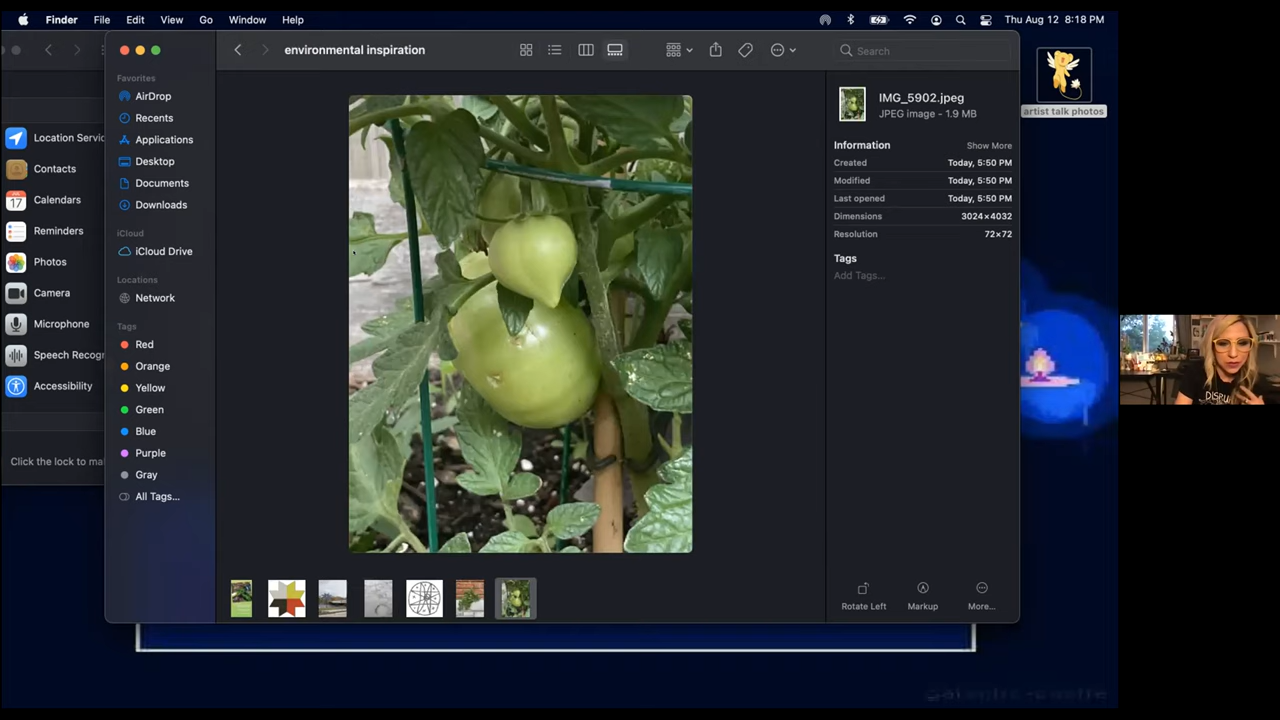 Finder File Edit View Go Window Help Thu Aug 12 8:18 PM
environmental inspiration
Search
Favorites
AirDrop
Recents
Applications
Desktop
Documents
Downloads
iCloud
iCloud Drive
Locations
Network
Tags
Red
Orange
Yellow
Green
Blue
Purple
Gray
All Tags...
Location Servic
Contacts
17
Calendars
Reminders
Photos
Camera
Microphone
Speech Recog
Accessibility
Click the lock to mal
IMG_5902.jpeg
JPEG image - 1.9 MB
Information Show More
Created Today, 5:50 PM
Modified Today, 5:50 PM
Last opened Today, 5:50 PM
Dimensions 3024×4032
Resolution 72×72
Tags
Add Tags...
Rotate Left Markup More...
artist talk photos